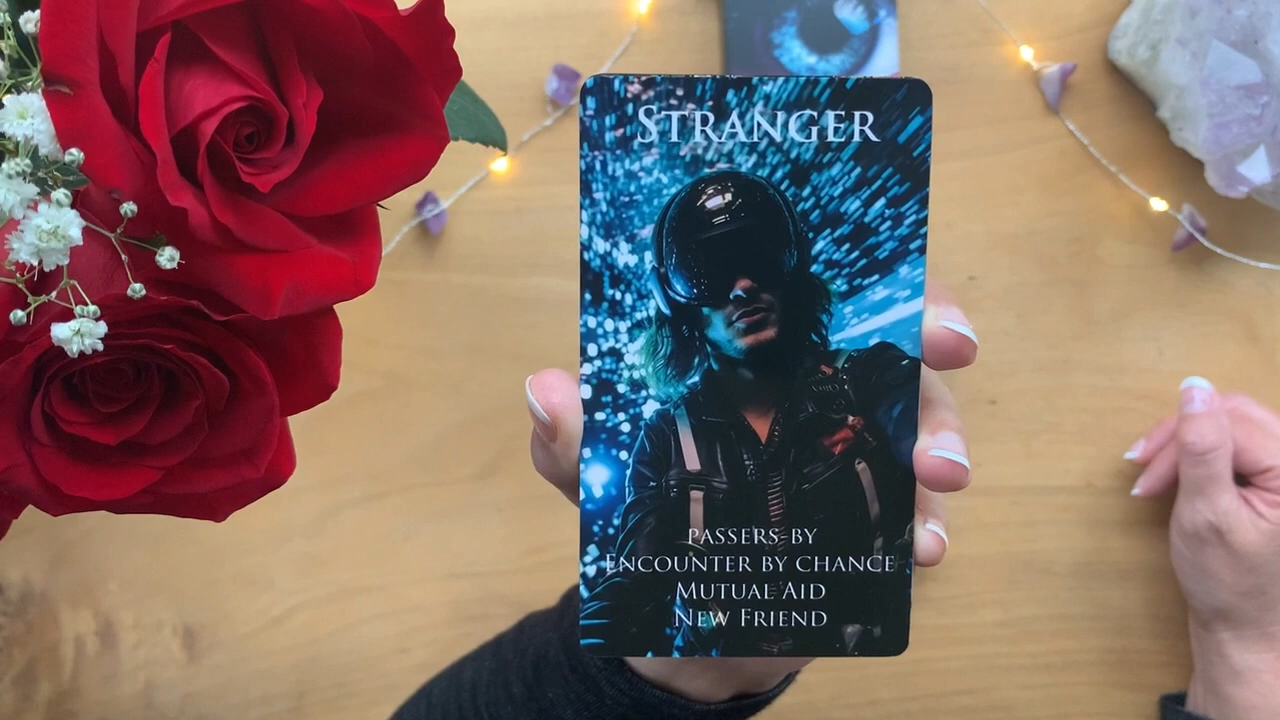 STRANGER
PASSERS BY
ENCOUNTER BY CHANCE
MUTUAL AID
NEW FRIEND